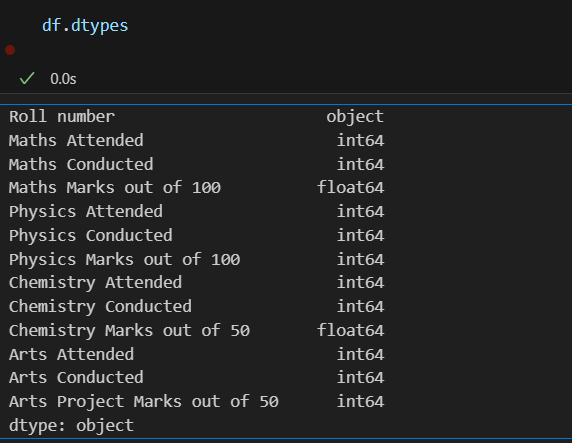 df.dtypes
0.0s
Roll number object
Maths Attended int64
Maths Conducted int64
Maths Marks out of 100 float64
Physics Attended int64
Physics Conducted int64
Physics Marks out of 100 int64
Chemistry Attended int64
Chemistry Conducted int64
Chemistry Marks out of 50 float64
Arts Attended int64
Arts Conducted int64
Arts Project Marks out of 50 int64
dtype: object